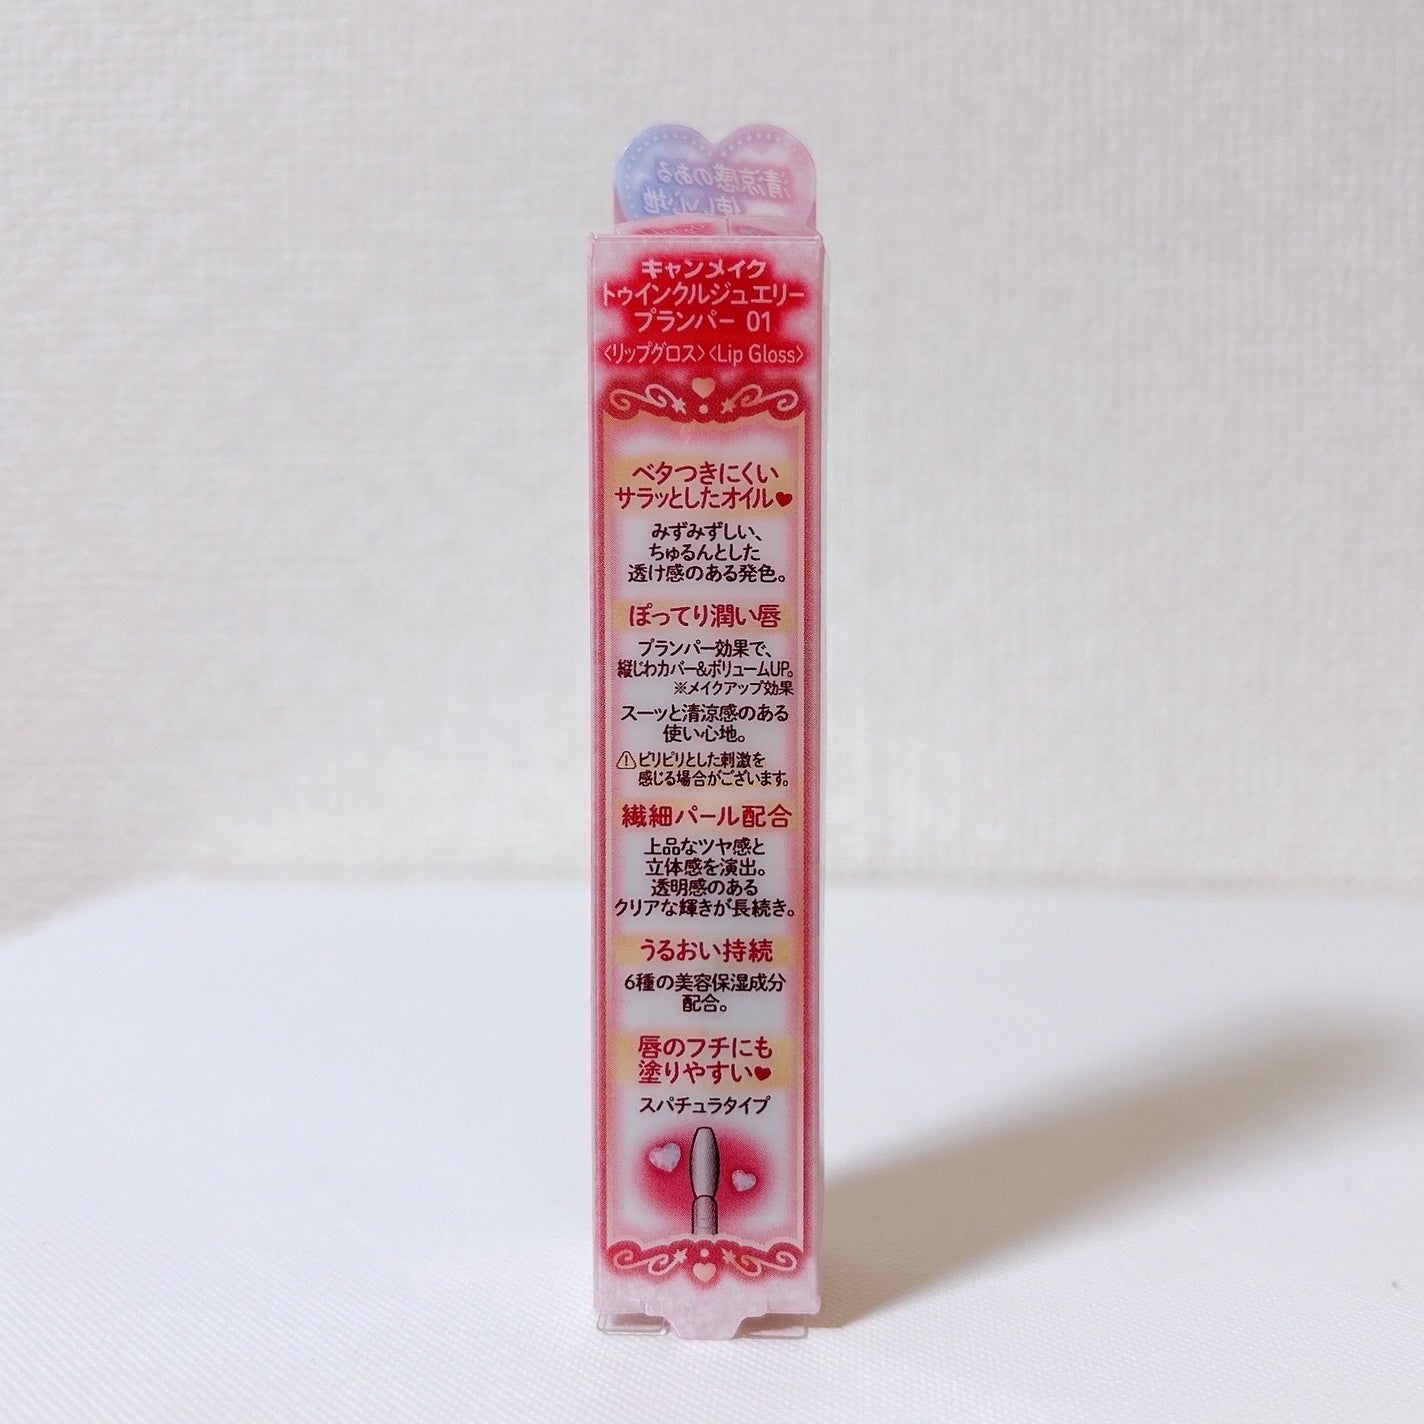 清涼感のある
使い心地
キャンメイク
トゥインクルジュエリー
プランパー 01
〈リップグロス〉〈Lip Gloss〉
ベタつきにくい
サラッとしたオイル♥
みずみずしい、
ちゅるんとした
透け感のある発色。
ぽってり潤い唇
プランパー効果で、
縦じわカバー&ボリュームUP。
※メイクアップ効果
スーッと清涼感のある
使い心地。
⚠ピリピリとした刺激を
感じる場合がございます。
繊細パール配合
上品なツヤ感と
立体感を演出。
透明感のある
クリアな輝きが長続き。
うるおい持続
6種の美容保湿成分
配合。
唇のフチにも
塗りやすい♥
スパチュラタイプ